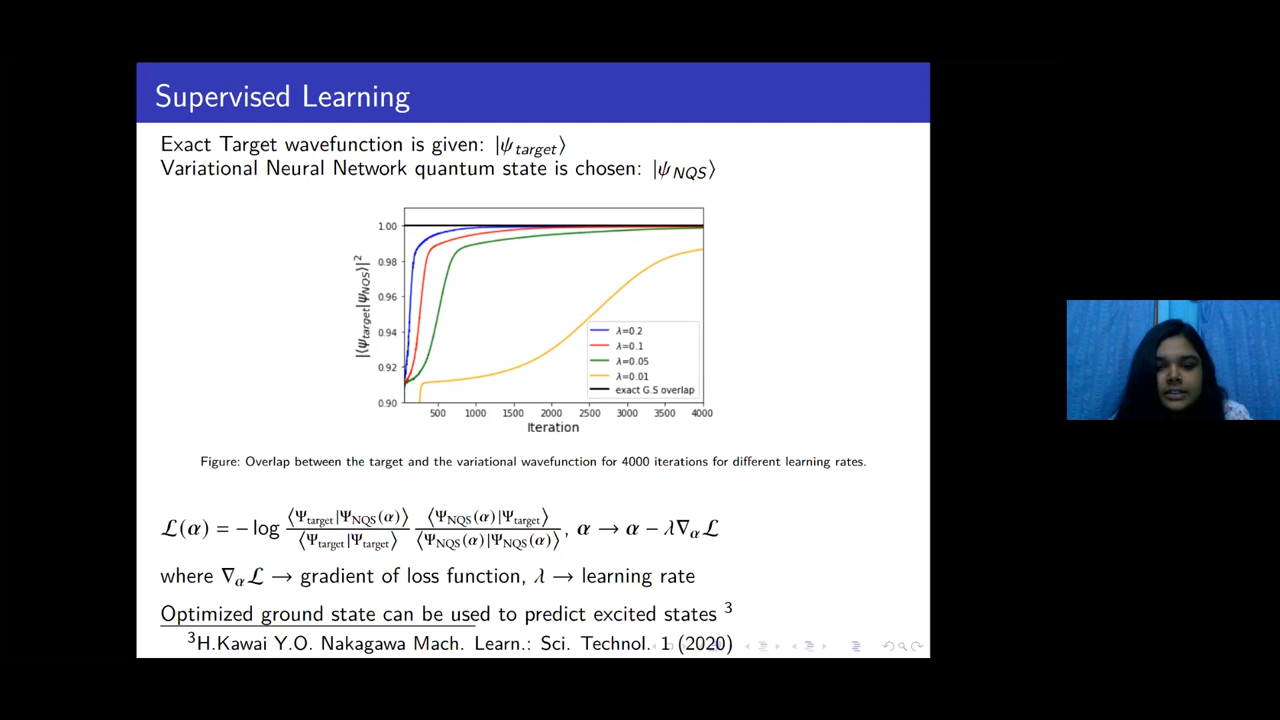 Supervised Learning
Exact Target wavefunction is given: |ψ_target⟩
Variational Neural Network quantum state is chosen: |ψ_NQS⟩
1.00
0.98
0.96
0.94
0.92
0.90
|⟨ψ_target|ψ_NQS⟩|²
λ=0.2
λ=0.1
λ=0.05
λ=0.01
exact G.S overlap
500 1000 1500 2000 2500 3000 3500 4000
Iteration
Figure: Overlap between the target and the variational wavefunction for 4000 iterations for different learning rates.
ℒ(α) = − log ⟨Ψ_target|Ψ_NQS(α)⟩/⟨Ψ_target|Ψ_target⟩ ⟨Ψ_NQS(α)|Ψ_target⟩/⟨Ψ_NQS(α)|Ψ_NQS(α)⟩, α → α − λ∇_αℒ
where ∇_αℒ → gradient of loss function, λ → learning rate
Optimized ground state can be used to predict excited states ³
³H.Kawai Y.O. Nakagawa Mach. Learn.: Sci. Technol. 1 (2020)